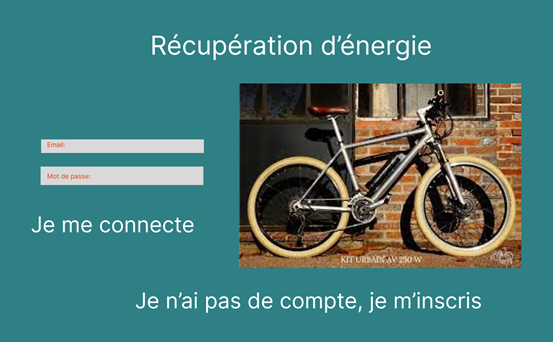 Récupération d’énergie
Email:
Mot de passe:
Je me connecte
KIT URBAIN AV 250 W
Je n’ai pas de compte, je m’inscris